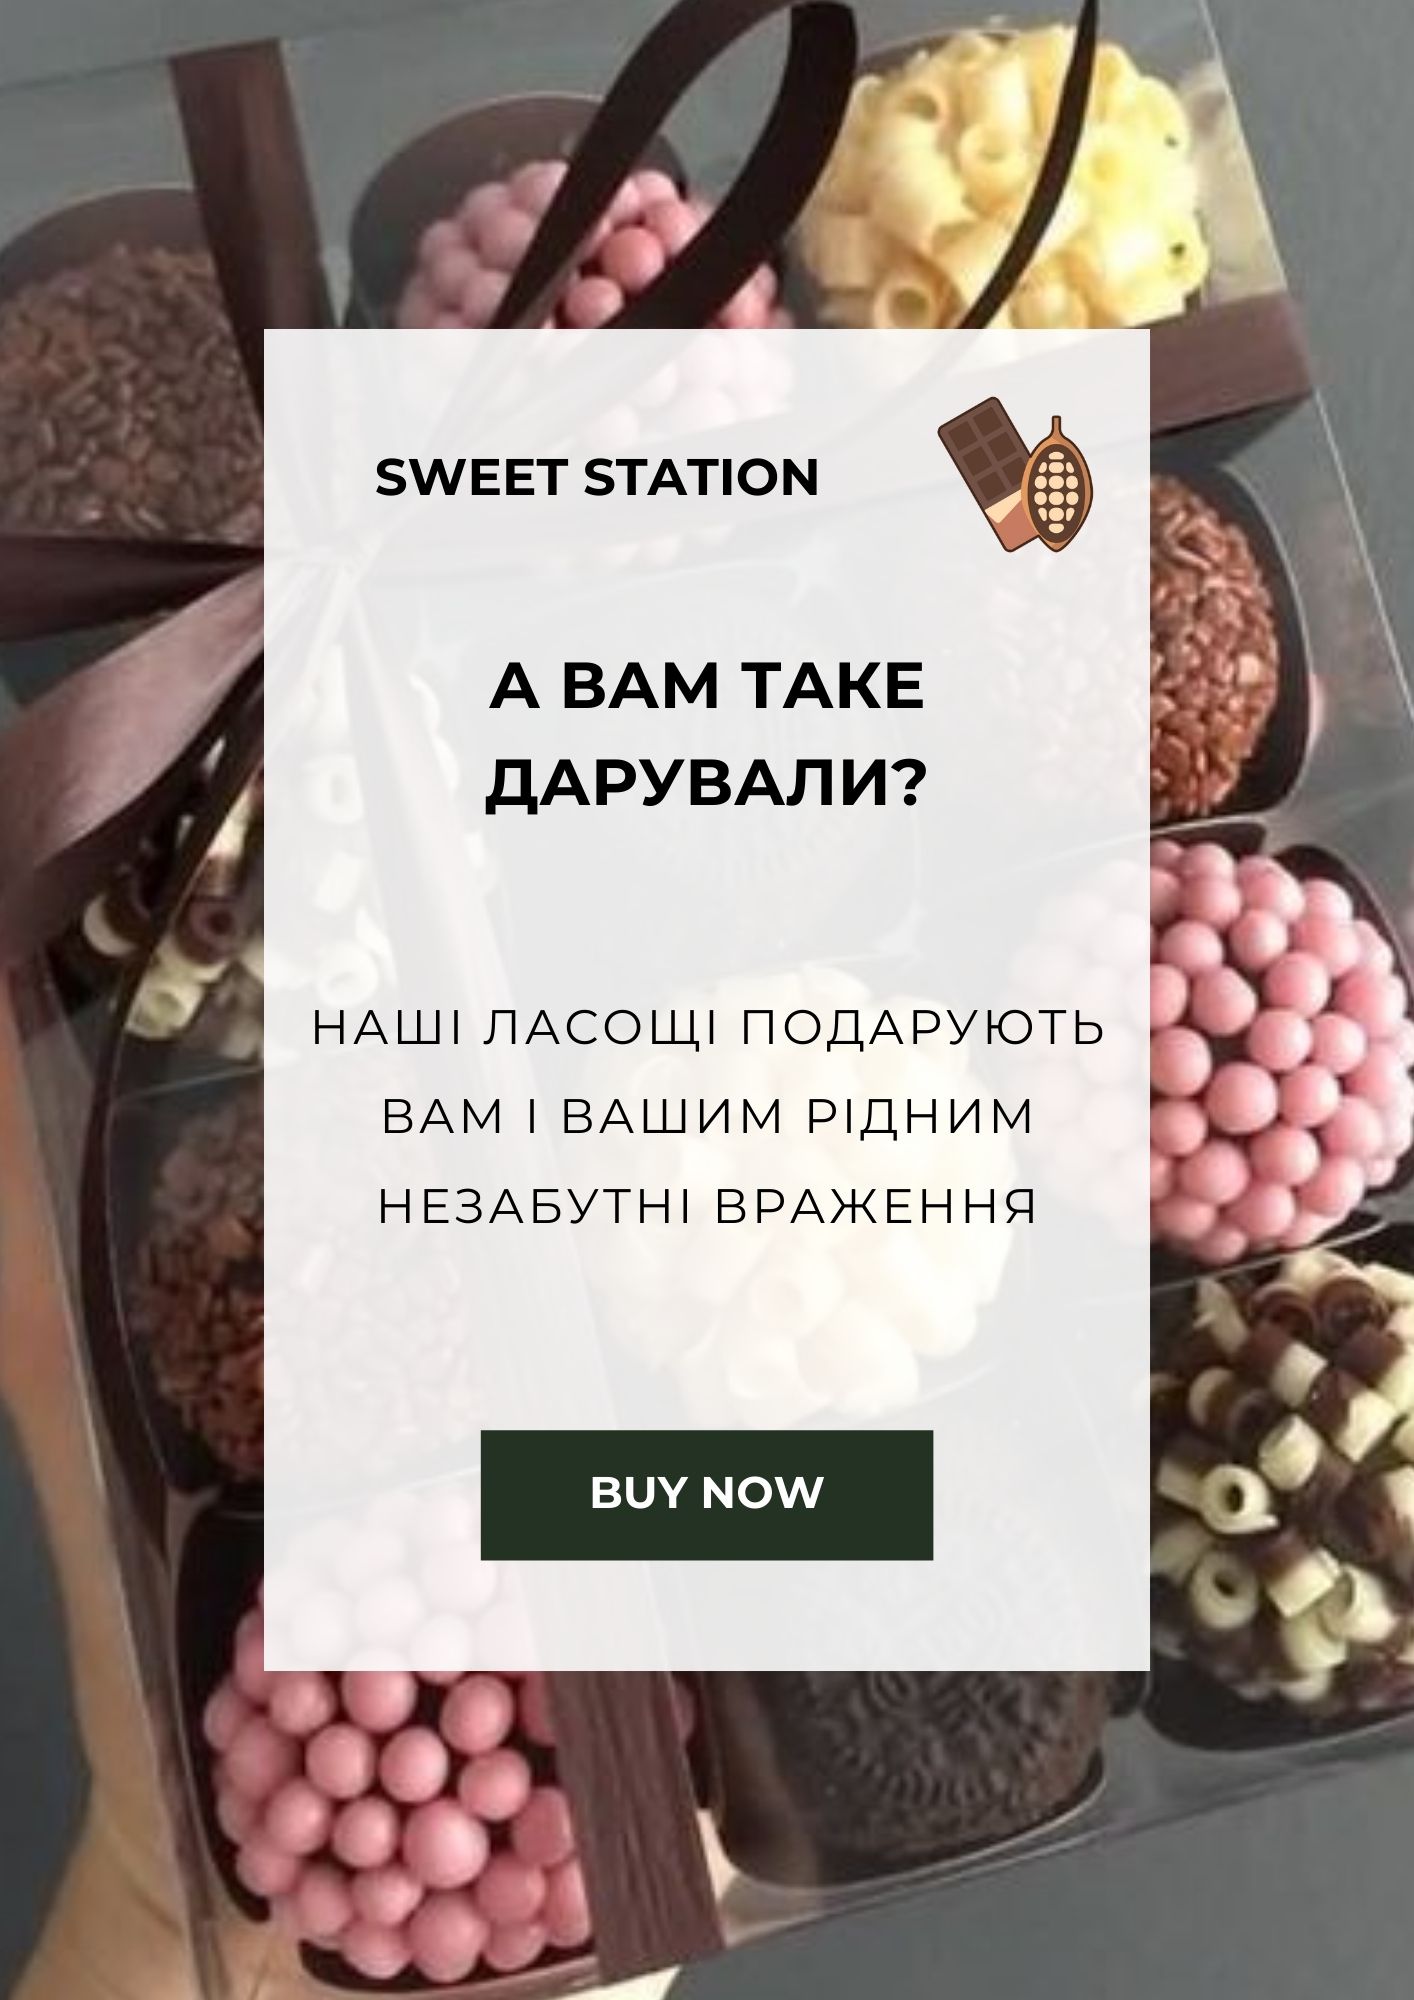 SWEET STATION
А ВАМ ТАКЕ
ДАРУВАЛИ?
НАШІ ЛАСОЩІ ПОДАРУЮТЬ
ВАМ І ВАШИМ РІДНИМ
НЕЗАБУТНІ ВРАЖЕННЯ
BUY NOW